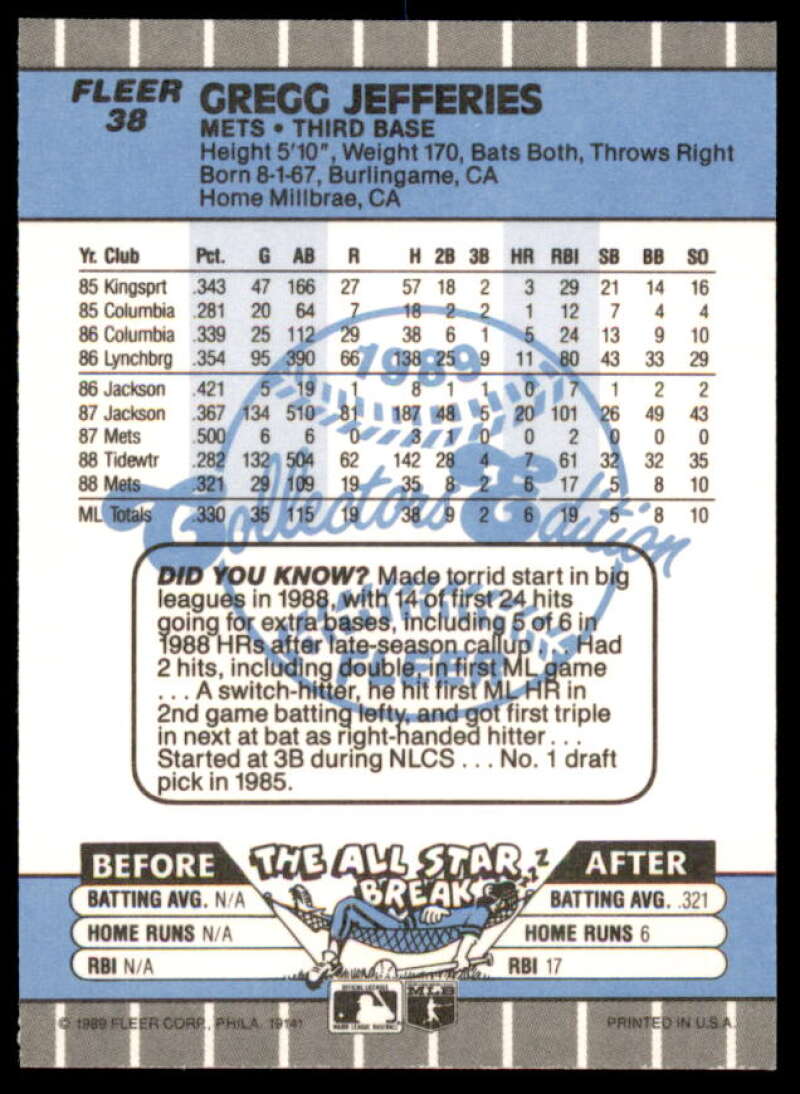 FLEER
38
GREGG JEFFERIES
METS • THIRD BASE
Height 5'10", Weight 170, Bats Both, Throws Right
Born 8-1-67, Burlingame, CA
Home Millbrae, CA
Yr. Club Pct. G AB R H 2B 3B HR RBI SB BB SO
85 Kingsprt .343 47 166 27 57 18 2 3 29 21 14 16
85 Columbia .281 20 64 7 18 2 2 1 12 7 4 4
86 Columbia .339 25 112 29 38 6 1 5 24 13 9 10
86 Lynchbrg .354 95 390 66 138 25 9 11 80 43 33 29
86 Jackson .421 5 19 1 8 1 1 0 7 1 2 2
87 Jackson .367 134 510 81 187 48 5 20 101 26 49 43
87 Mets .500 6 6 0 3 1 0 0 2 0 0 0
88 Tidewtr .282 132 504 62 142 28 4 7 61 32 32 35
88 Mets .321 29 109 19 35 8 2 6 17 5 8 10
ML Totals .330 35 115 19 38 9 2 6 19 5 8 10
1989
Collectors Edition
FLEER
DID YOU KNOW? Made torrid start in big
leagues in 1988, with 14 of first 24 hits
going for extra bases, including 5 of 6 in
1988 HRs after late-season callup . . . Had
2 hits, including double, in first ML game
. . . A switch-hitter, he hit first ML HR in
2nd game batting lefty, and got first triple
in next at bat as right-handed hitter . . .
Started at 3B during NLCS . . . No. 1 draft
pick in 1985.
BEFORE
THE ALL STAR
BREAK
Z Z Z
AFTER
BATTING AVG. N/A
HOME RUNS N/A
RBI N/A
BATTING AVG. .321
HOME RUNS 6
RBI 17
OFFICIAL LICENSEE
MAJOR LEAGUE BASEBALL
MLB
© 1989 FLEER CORP., PHILA. 19141
PRINTED IN U.S.A.